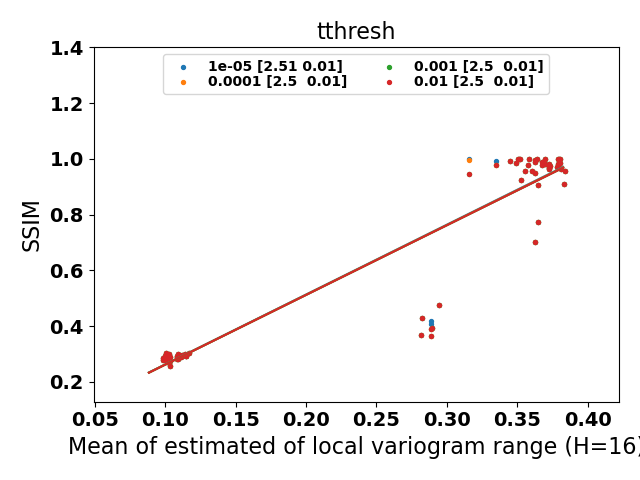 tthresh
1e-05 [2.51 0.01]
0.0001 [2.5  0.01]
0.001 [2.5  0.01]
0.01 [2.5  0.01]
SSIM
1.4
1.2
1.0
0.8
0.6
0.4
0.2
0.05 0.10 0.15 0.20 0.25 0.30 0.35 0.40
Mean of estimated of local variogram range (H=16)